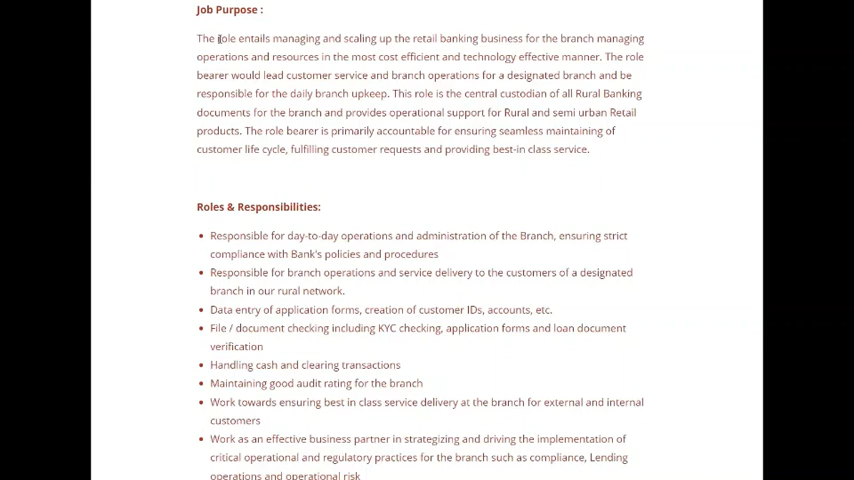 Job Purpose :
The role entails managing and scaling up the retail banking business for the branch managing
operations and resources in the most cost efficient and technology effective manner. The role
bearer would lead customer service and branch operations for a designated branch and be
responsible for the daily branch upkeep. This role is the central custodian of all Rural Banking
documents for the branch and provides operational support for Rural and semi urban Retail
products. The role bearer is primarily accountable for ensuring seamless maintaining of
customer life cycle, fulfilling customer requests and providing best-in class service.
Roles & Responsibilities:
• Responsible for day-to-day operations and administration of the Branch, ensuring strict
compliance with Bank's policies and procedures
• Responsible for branch operations and service delivery to the customers of a designated
branch in our rural network.
• Data entry of application forms, creation of customer IDs, accounts, etc.
• File / document checking including KYC checking, application forms and loan document
verification
• Handling cash and clearing transactions
• Maintaining good audit rating for the branch
• Work towards ensuring best in class service delivery at the branch for external and internal
customers
• Work as an effective business partner in strategizing and driving the implementation of
critical operational and regulatory practices for the branch such as compliance, Lending
operations and operational risk